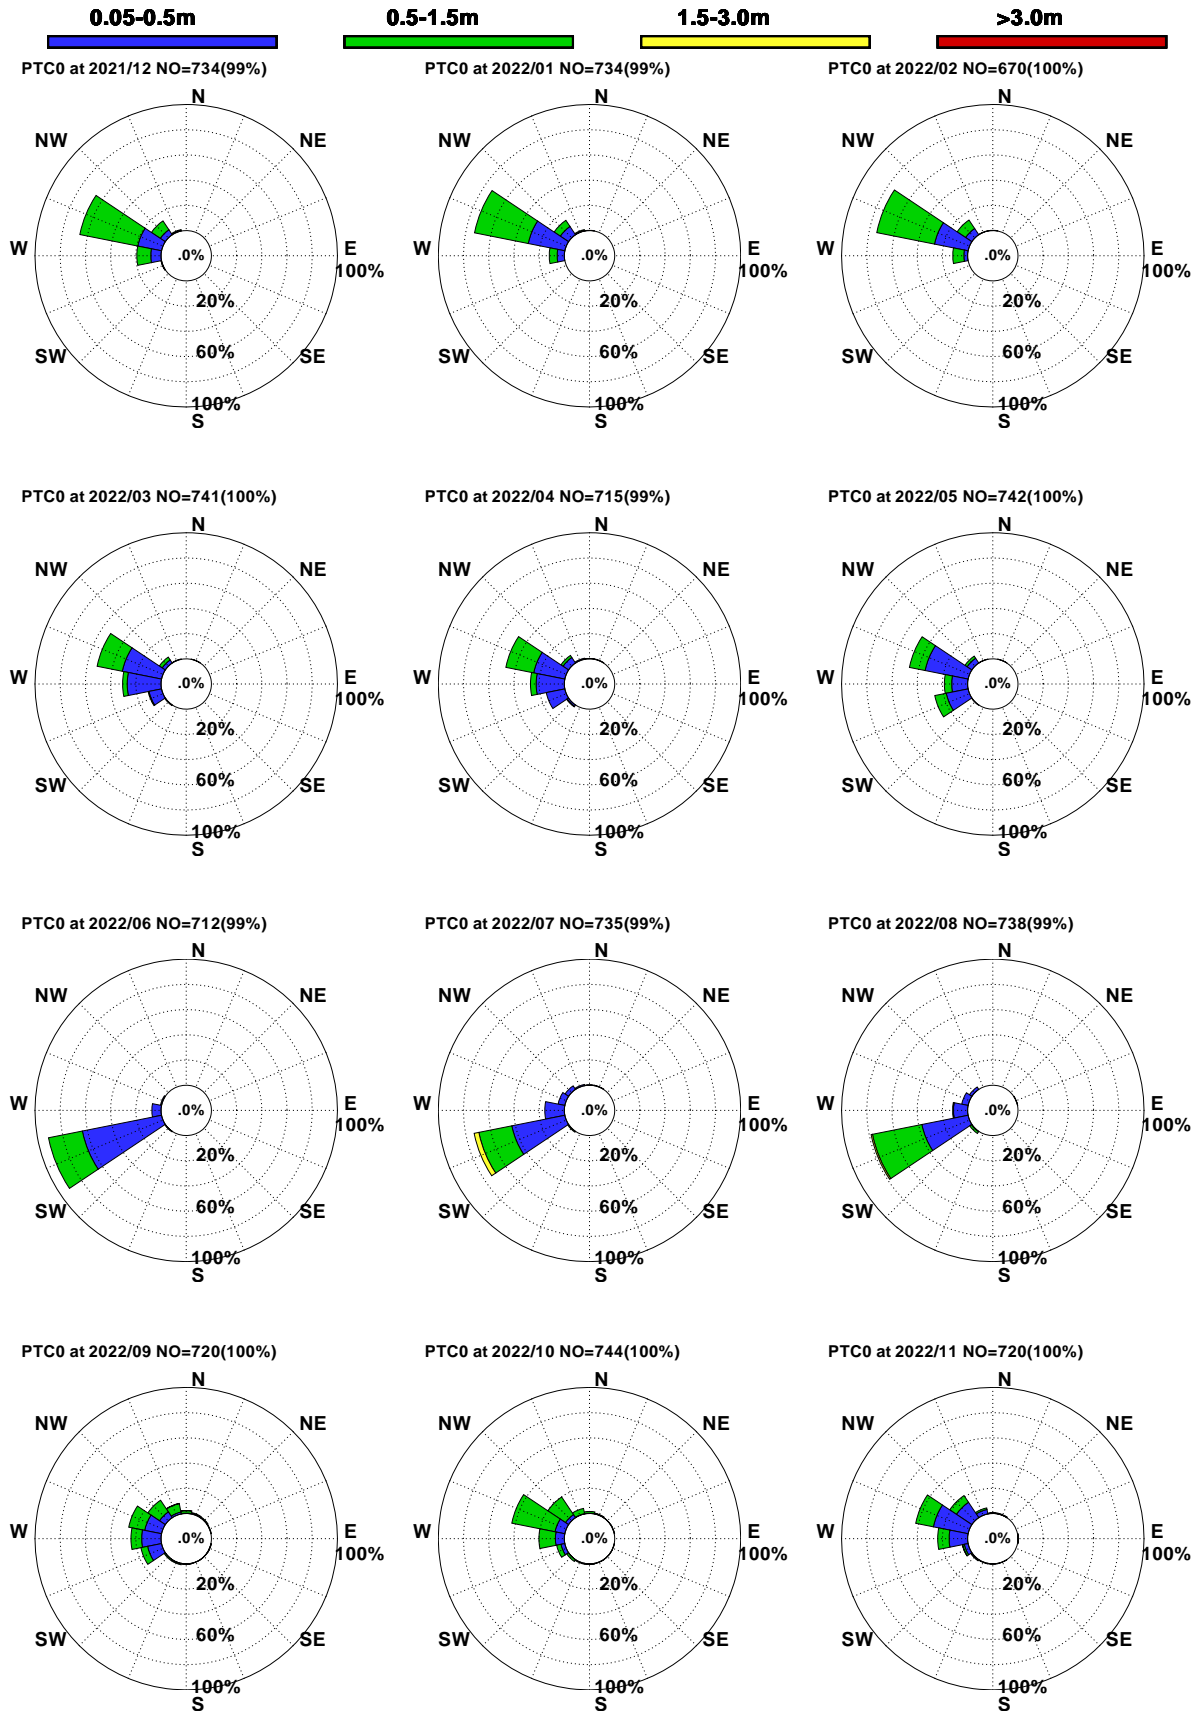 0.05-0.5m 0.5-1.5m 1.5-3.0m >3.0m
PTC0 at 2021/12 NO=734(99%) PTC0 at 2022/01 NO=734(99%) PTC0 at 2022/02 NO=670(100%)
N N N
NW NE NW NE NW NE
W .0% E W .0% E W .0% E
100% 100% 100%
20% 20% 20%
SW 60% SE SW 60% SE SW 60% SE
100% 100% 100%
S S S
PTC0 at 2022/03 NO=741(100%) PTC0 at 2022/04 NO=715(99%) PTC0 at 2022/05 NO=742(100%)
N N N
NW NE NW NE NW NE
W .0% E W .0% E W .0% E
100% 100% 100%
20% 20% 20%
SW 60% SE SW 60% SE SW 60% SE
100% 100% 100%
S S S
PTC0 at 2022/06 NO=712(99%) PTC0 at 2022/07 NO=735(99%) PTC0 at 2022/08 NO=738(99%)
N N N
NW NE NW NE NW NE
W .0% E W .0% E W .0% E
100% 100% 100%
20% 20% 20%
SW 60% SE SW 60% SE SW 60% SE
100% 100% 100%
S S S
PTC0 at 2022/09 NO=720(100%) PTC0 at 2022/10 NO=744(100%) PTC0 at 2022/11 NO=720(100%)
N N N
NW NE NW NE NW NE
W .0% E W .0% E W .0% E
100% 100% 100%
20% 20% 20%
SW 60% SE SW 60% SE SW 60% SE
100% 100% 100%
S S S